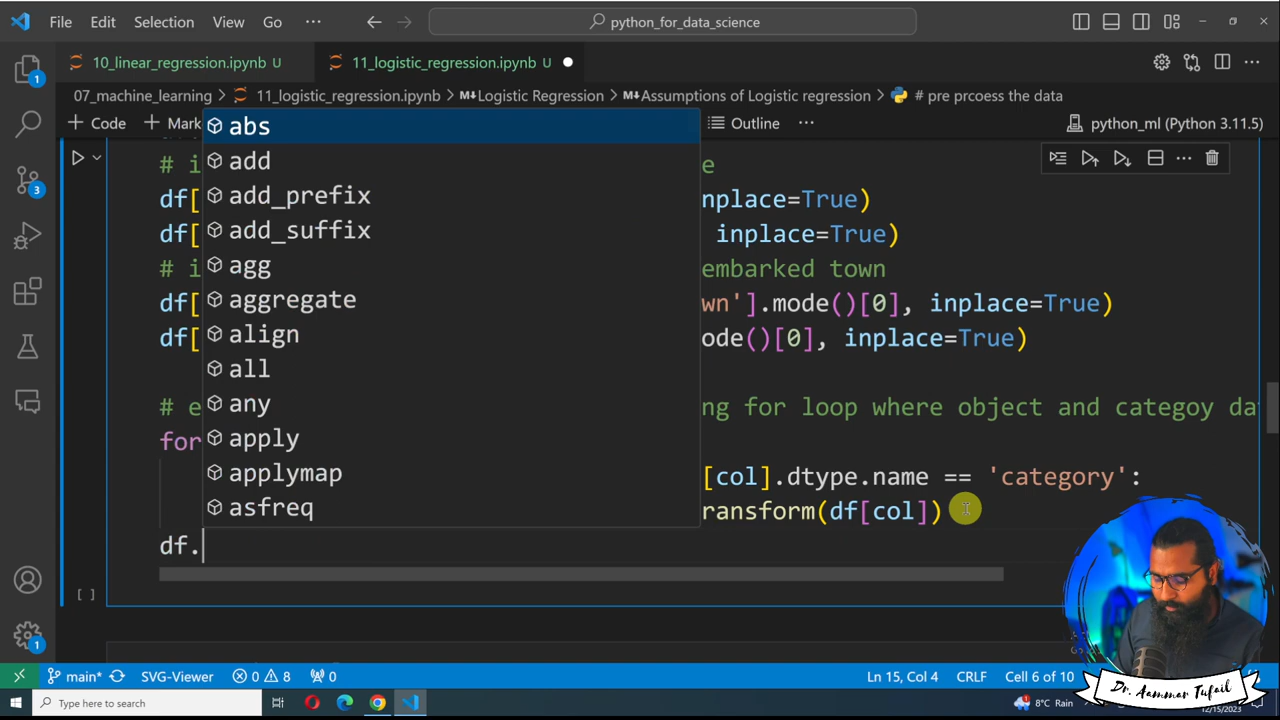 File Edit Selection View Go ··· python_for_data_science
10_linear_regression.ipynb U 11_logistic_regression.ipynb U
07_machine_learning > 11_logistic_regression.ipynb > Logistic Regression > Assumptions of Logistic regression > # pre prcoess the data
+ Code + Mark Outline ··· python_ml (Python 3.11.5)
abs
# i e
add
df[ nplace=True)
add_prefix
df[ inplace=True)
add_suffix
# i embarked town
agg
df[ wn'].mode()[0], inplace=True)
aggregate
df[ ode()[0], inplace=True)
align
all
# e ng for loop where object and categoy da
any
for
apply
[col].dtype.name == 'category':
applymap
ransform(df[col])
asfreq
df.
[ ]
main* SVG-Viewer 0 8 0 Ln 15, Col 4 CRLF Cell 6 of 10
Type here to search 8°C Rain 12/15/2023
Dr. Aammar Tufail
1
3
1